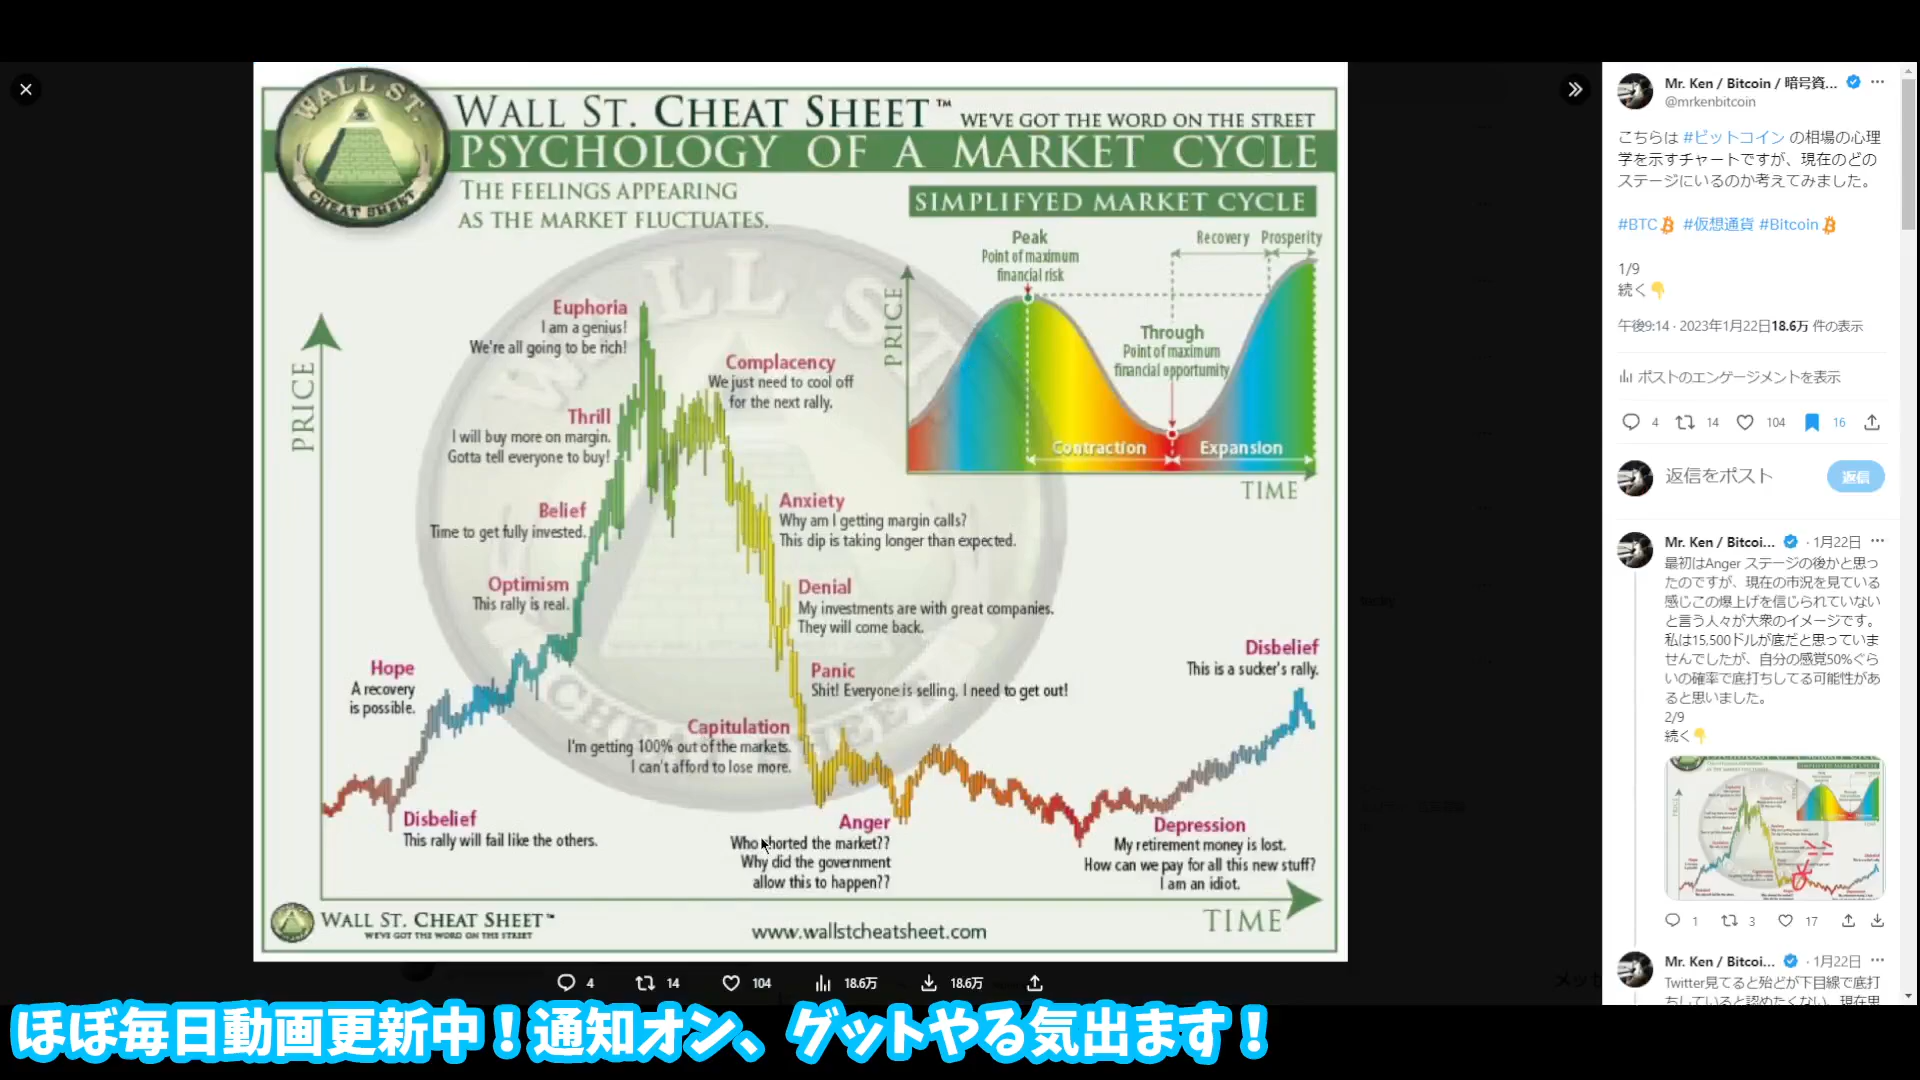 WALL ST.
CHEAT SHEET
WALL ST. CHEAT SHEET™ WE'VE GOT THE WORD ON THE STREET
PSYCHOLOGY OF A MARKET CYCLE
THE FEELINGS APPEARING
AS THE MARKET FLUCTUATES.
SIMPLIFYED MARKET CYCLE
Peak
Point of maximum
financial risk
Recovery Prosperity
Through
Point of maximum
financial opportunity
Contraction Expansion
PRICE
TIME
PRICE
Euphoria
I am a genius!
We're all going to be rich!
Complacency
We just need to cool off
for the next rally.
Thrill
I will buy more on margin.
Gotta tell everyone to buy!
Anxiety
Why am I getting margin calls?
This dip is taking longer than expected.
Belief
Time to get fully invested.
Denial
My investments are with great companies.
They will come back.
Optimism
This rally is real.
Panic
Shit! Everyone is selling. I need to get out!
Disbelief
This is a sucker's rally.
Hope
A recovery
is possible.
Capitulation
I'm getting 100% out of the markets.
I can't afford to lose more.
Disbelief
This rally will fail like the others.
Anger
Who shorted the market??
Why did the government
allow this to happen??
Depression
My retirement money is lost.
How can we pay for all this new stuff?
I am an idiot.
TIME
WALL ST. CHEAT SHEET™
WE'VE GOT THE WORD ON THE STREET
www.wallstcheatsheet.com
4 14 104 18.6万 18.6万
Mr. Ken / Bitcoin / 暗号資...
@mrkenbitcoin
こちらは #ビットコイン の相場の心理
学を示すチャートですが、現在のどの
ステージにいるのか考えてみました。
#BTC #仮想通貨 #Bitcoin
1/9
続く👇
午後9:14 · 2023年1月22日18.6万 件の表示
ポストのエンゲージメントを表示
4 14 104 16
返信をポスト
返信
Mr. Ken / Bitcoi... · 1月22日
最初はAnger ステージの後かと思っ
たのですが、現在の市況を見ている
感じこの爆上げを信じられていない
と言う人々が大衆のイメージです。
私は15.500ドルが底だと思っていま
せんでしたが、自分の感覚50%ぐら
いの確率で底打ちしてる可能性があ
ると思いました。
2/9
続く👇
1 3 17
Mr. Ken / Bitcoi... · 1月22日
Twitter見てると殆どが下目線で底打
ちしていると認めたくない、現在思
ほぼ毎日動画更新中！通知オン、グットやる気出ます！